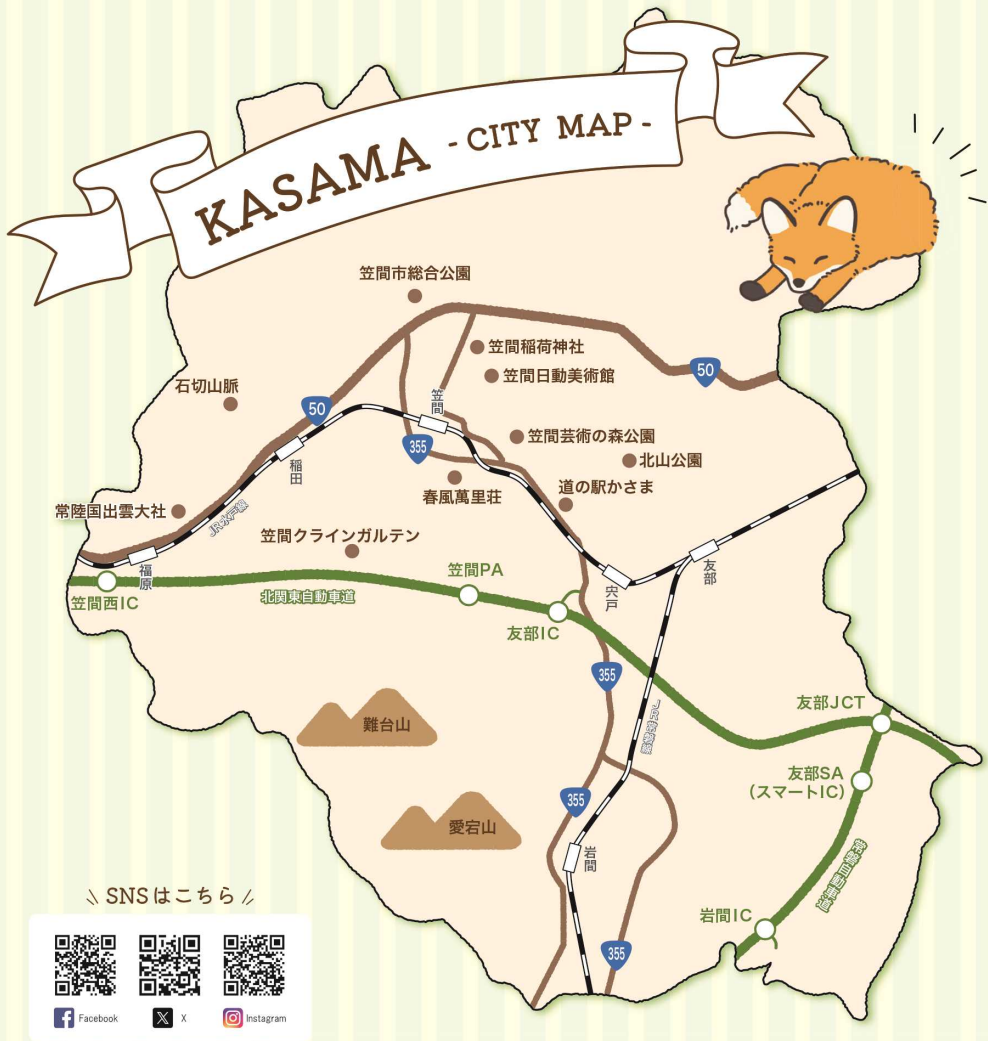 KASAMA - CITY MAP -
笠間市総合公園
笠間稲荷神社
50
笠間日動美術館
石切山脈
笠間
50
355
笠間芸術の森公園
北山公園
稲田
春風萬里荘
道の駅かさま
常陸国出雲大社
JR水戸線
笠間クラインガルテン
福原
笠間PA
友部
宍戸
笠間西IC
北関東自動車道
友部IC
355
友部JCT
難台山
JR常磐線
友部SA
(スマートIC)
355
愛宕山
岩間
常磐自動車道
SNSはこちら
岩間IC
355
Facebook
X
Instagram